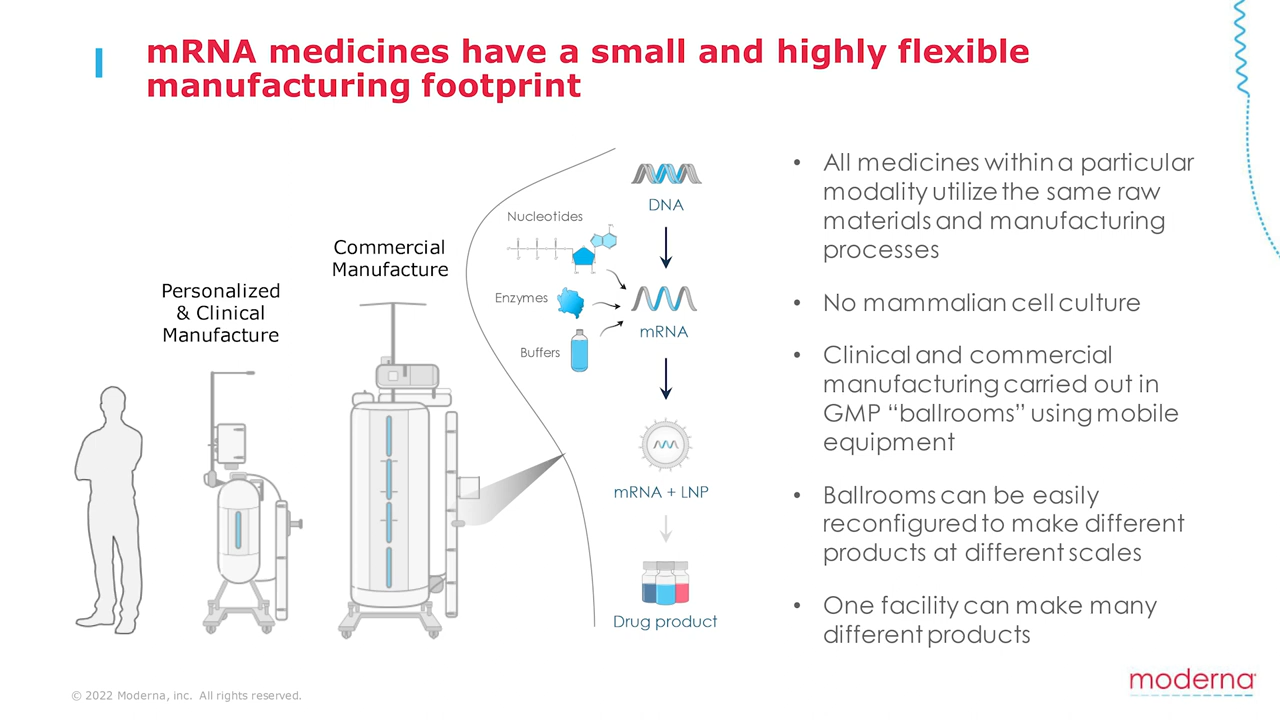 mRNA medicines have a small and highly flexible
manufacturing footprint
Personalized
& Clinical
Manufacture
Commercial
Manufacture
DNA
Nucleotides
Enzymes
mRNA
Buffers
mRNA + LNP
Drug product
• All medicines within a particular
modality utilize the same raw
materials and manufacturing
processes
• No mammalian cell culture
• Clinical and commercial
manufacturing carried out in
GMP “ballrooms” using mobile
equipment
• Ballrooms can be easily
reconfigured to make different
products at different scales
• One facility can make many
different products
© 2022 Moderna, inc. All rights reserved.
moderna